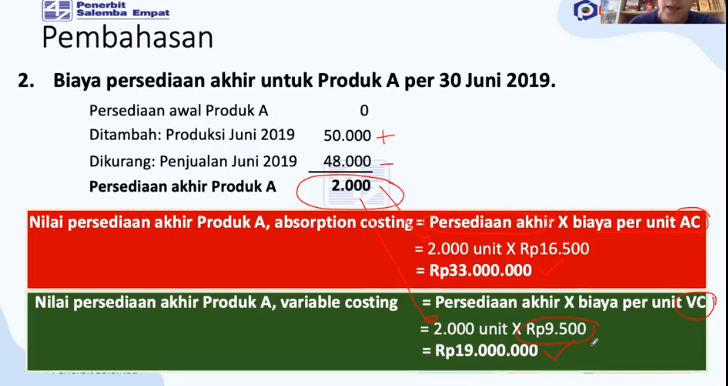 Penerbit
Salemba Empat
Pembahasan
2. Biaya persediaan akhir untuk Produk A per 30 Juni 2019.
Persediaan awal Produk A 0
Ditambah: Produksi Juni 2019 50.000 +
Dikurang: Penjualan Juni 2019 48.000 –
Persediaan akhir Produk A 2.000
Nilai persediaan akhir Produk A, absorption costing = Persediaan akhir X biaya per unit AC
= 2.000 unit X Rp16.500
= Rp33.000.000
Nilai persediaan akhir Produk A, variable costing = Persediaan akhir X biaya per unit VC
= 2.000 unit X Rp9.500
= Rp19.000.000